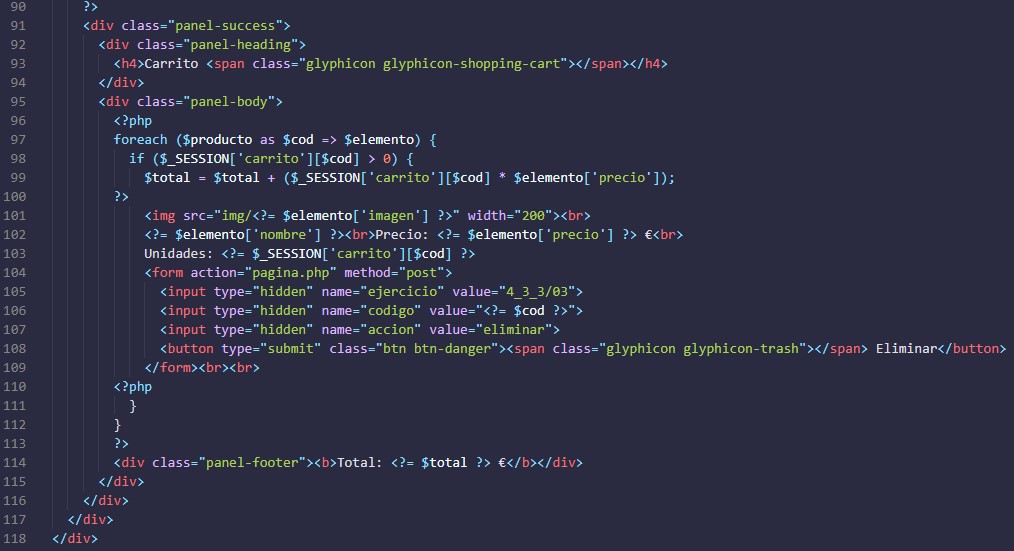 90 ?>
91 <div class="panel-success">
92 <div class="panel-heading">
93 <h4>Carrito <span class="glyphicon glyphicon-shopping-cart"></span></h4>
94 </div>
95 <div class="panel-body">
96 <?php
97 foreach ($producto as $cod => $elemento) {
98 if ($_SESSION['carrito'][$cod] > 0) {
99 $total = $total + ($_SESSION['carrito'][$cod] * $elemento['precio']);
100 ?>
101 <img src="img/<?= $elemento['imagen'] ?>" width="200"><br>
102 <?= $elemento['nombre'] ?><br>Precio: <?= $elemento['precio'] ?> €<br>
103 Unidades: <?= $_SESSION['carrito'][$cod] ?>
104 <form action="pagina.php" method="post">
105 <input type="hidden" name="ejercicio" value="4_3_3/03">
106 <input type="hidden" name="codigo" value="<?= $cod ?>">
107 <input type="hidden" name="accion" value="eliminar">
108 <button type="submit" class="btn btn-danger"><span class="glyphicon glyphicon-trash"></span> Eliminar</button>
109 </form><br><br>
110 <?php
111 }
112 }
113 ?>
114 <div class="panel-footer"><b>Total: <?= $total ?> €</b></div>
115 </div>
116 </div>
117 </div>
118 </div>